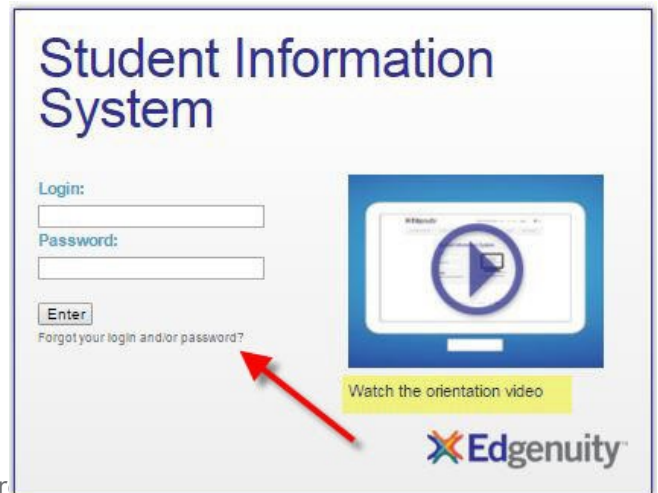 Student Information
System
Login:
Password:
Enter
Forgot your login and/or password?
Watch the orientation video
Edgenuity